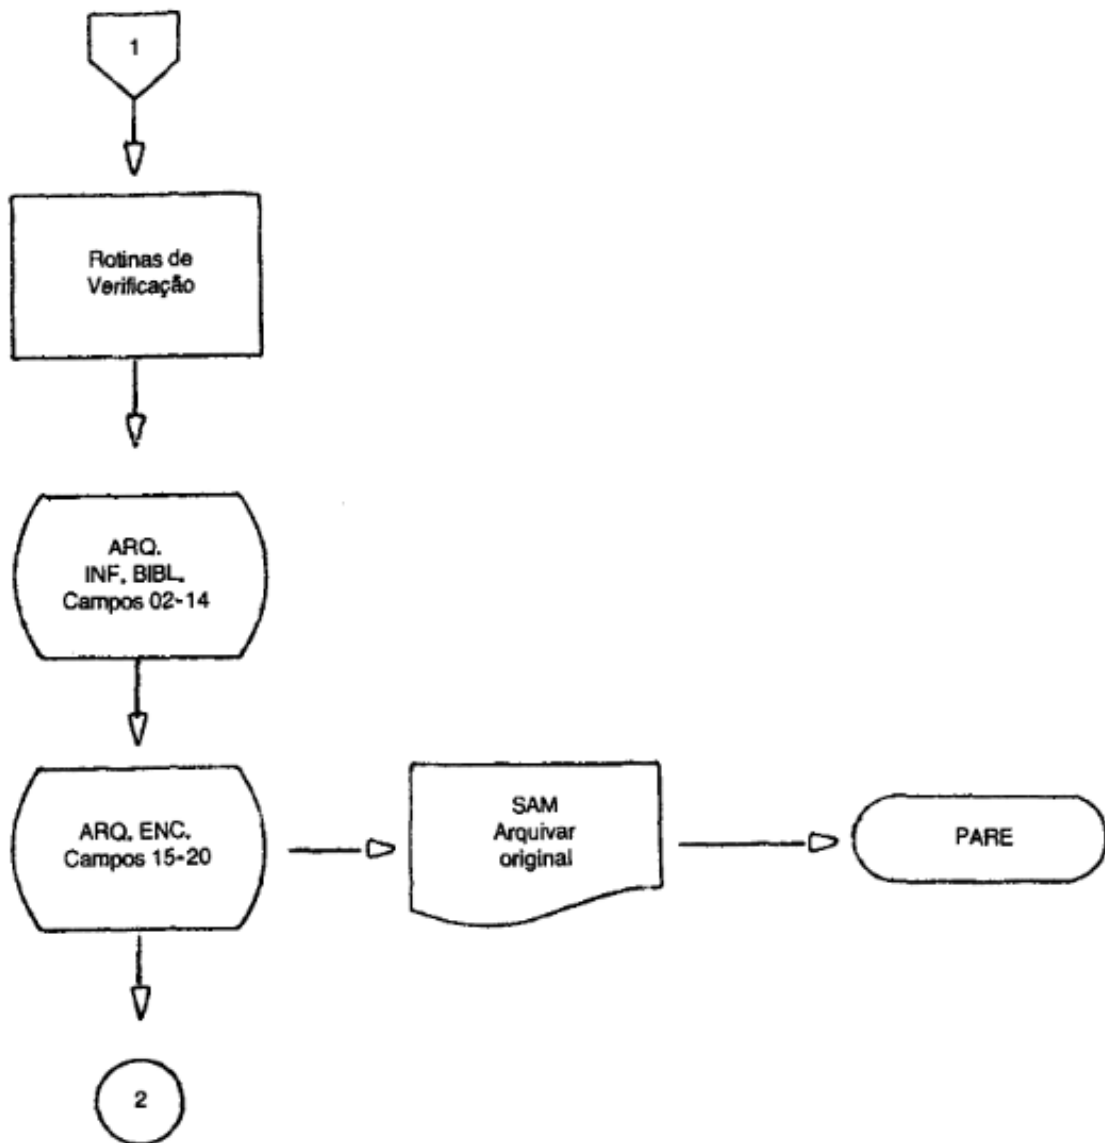 1
Rotinas de
Verificação
ARQ.
INF. BIBL.
Campos 02-14
ARQ. ENC.
Campos 15-20
SAM
Arquivar
original
PARE
2